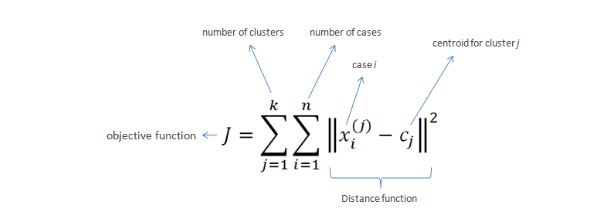 number of clusters number of cases
centroid for cluster j
case i
k n
objective function ← J = ∑ ∑ ‖x_i^(j) − c_j‖^2
j=1 i=1
Distance function